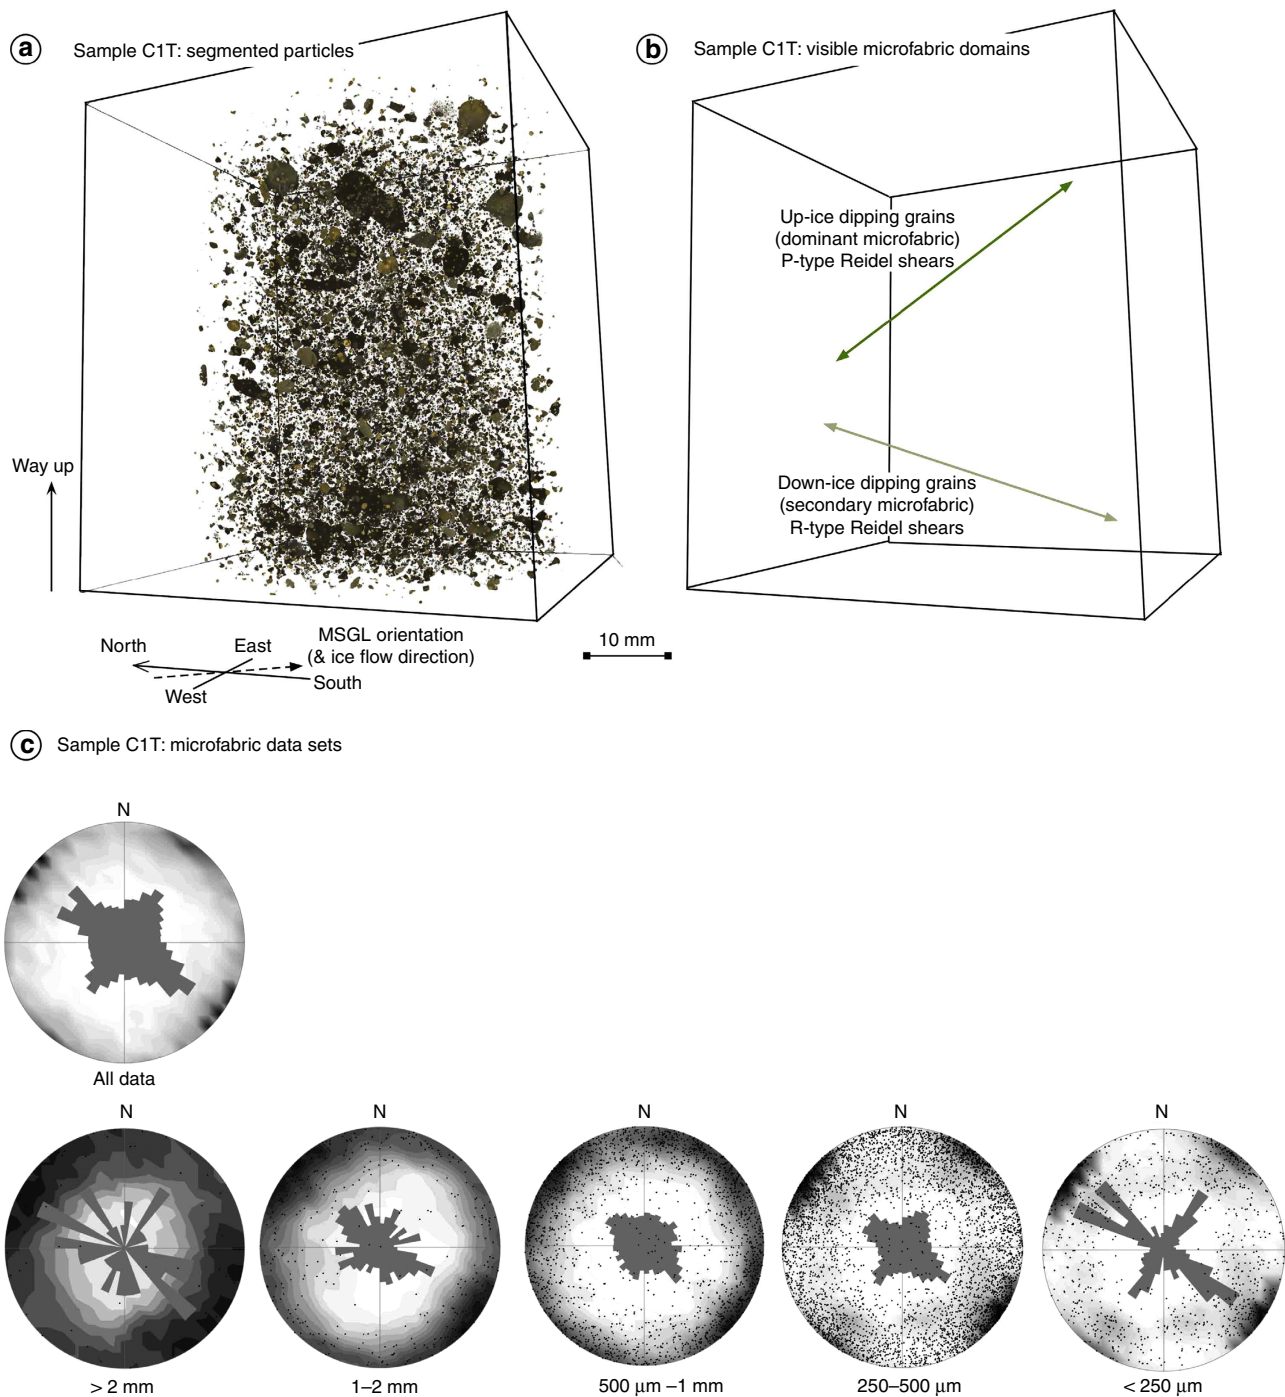 a Sample C1T: segmented particles
b Sample C1T: visible microfabric domains
Up-ice dipping grains
(dominant microfabric)
P-type Reidel shears
Down-ice dipping grains
(secondary microfabric)
R-type Reidel shears
Way up
North
East
West
South
MSGL orientation
(& ice flow direction)
10 mm
c Sample C1T: microfabric data sets
N
All data
N
N
N
N
N
> 2 mm
1–2 mm
500 μm –1 mm
250–500 μm
< 250 μm